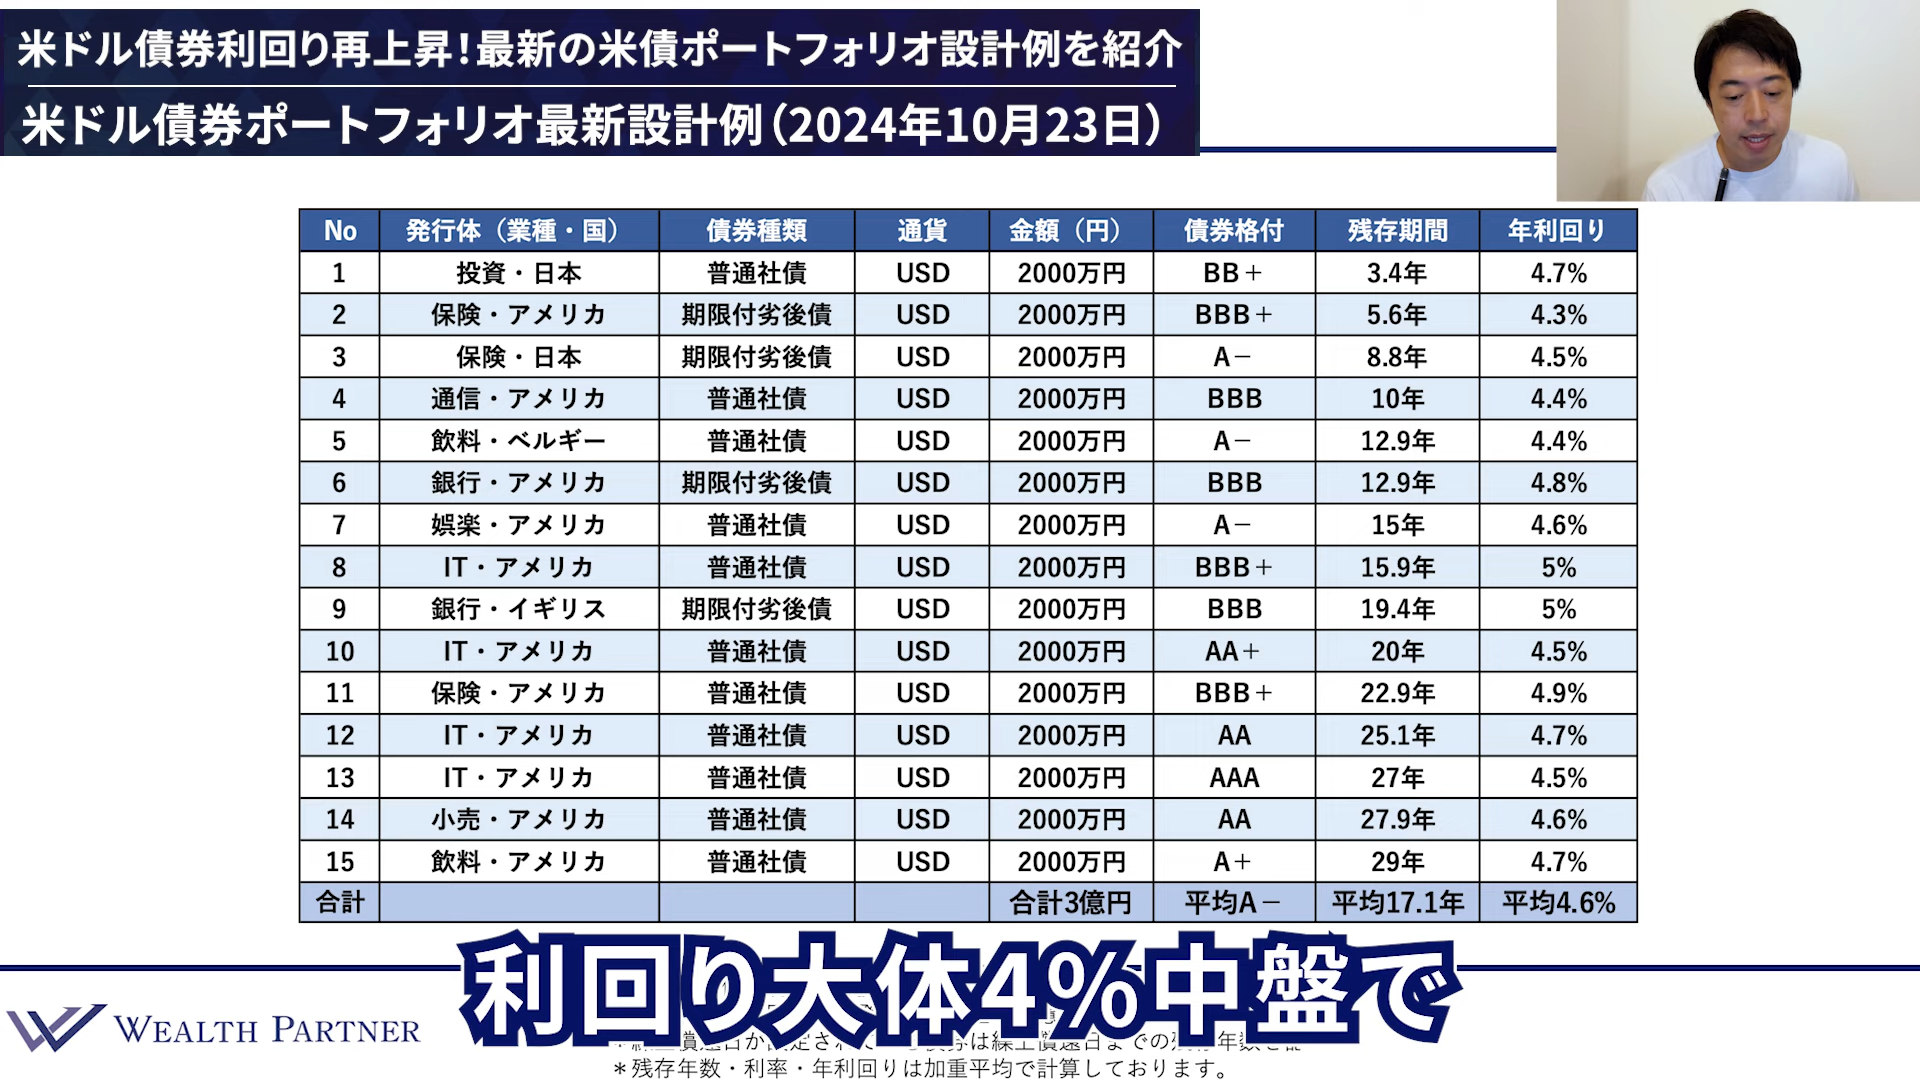 米ドル債券利回り再上昇！最新の米債ポートフォリオ設計例を紹介
米ドル債券ポートフォリオ最新設計例（2024年10月23日）
No 発行体（業種・国） 債券種類 通貨 金額（円） 債券格付 残存期間 年利回り
1 投資・日本 普通社債 USD 2000万円 BB＋ 3.4年 4.7%
2 保険・アメリカ 期限付劣後債 USD 2000万円 BBB＋ 5.6年 4.3%
3 保険・日本 期限付劣後債 USD 2000万円 A－ 8.8年 4.5%
4 通信・アメリカ 普通社債 USD 2000万円 BBB 10年 4.4%
5 飲料・ベルギー 普通社債 USD 2000万円 A－ 12.9年 4.4%
6 銀行・アメリカ 期限付劣後債 USD 2000万円 BBB 12.9年 4.8%
7 娯楽・アメリカ 普通社債 USD 2000万円 A－ 15年 4.6%
8 IT・アメリカ 普通社債 USD 2000万円 BBB＋ 15.9年 5%
9 銀行・イギリス 期限付劣後債 USD 2000万円 BBB 19.4年 5%
10 IT・アメリカ 普通社債 USD 2000万円 AA＋ 20年 4.5%
11 保険・アメリカ 普通社債 USD 2000万円 BBB＋ 22.9年 4.9%
12 IT・アメリカ 普通社債 USD 2000万円 AA 25.1年 4.7%
13 IT・アメリカ 普通社債 USD 2000万円 AAA 27年 4.5%
14 小売・アメリカ 普通社債 USD 2000万円 AA 27.9年 4.6%
15 飲料・アメリカ 普通社債 USD 2000万円 A＋ 29年 4.7%
合計 合計3億円 平均A－ 平均17.1年 平均4.6%
利回り大体4%中盤で
WEALTH PARTNER
＊残存年数・利率・年利回りは加重平均で計算しております。